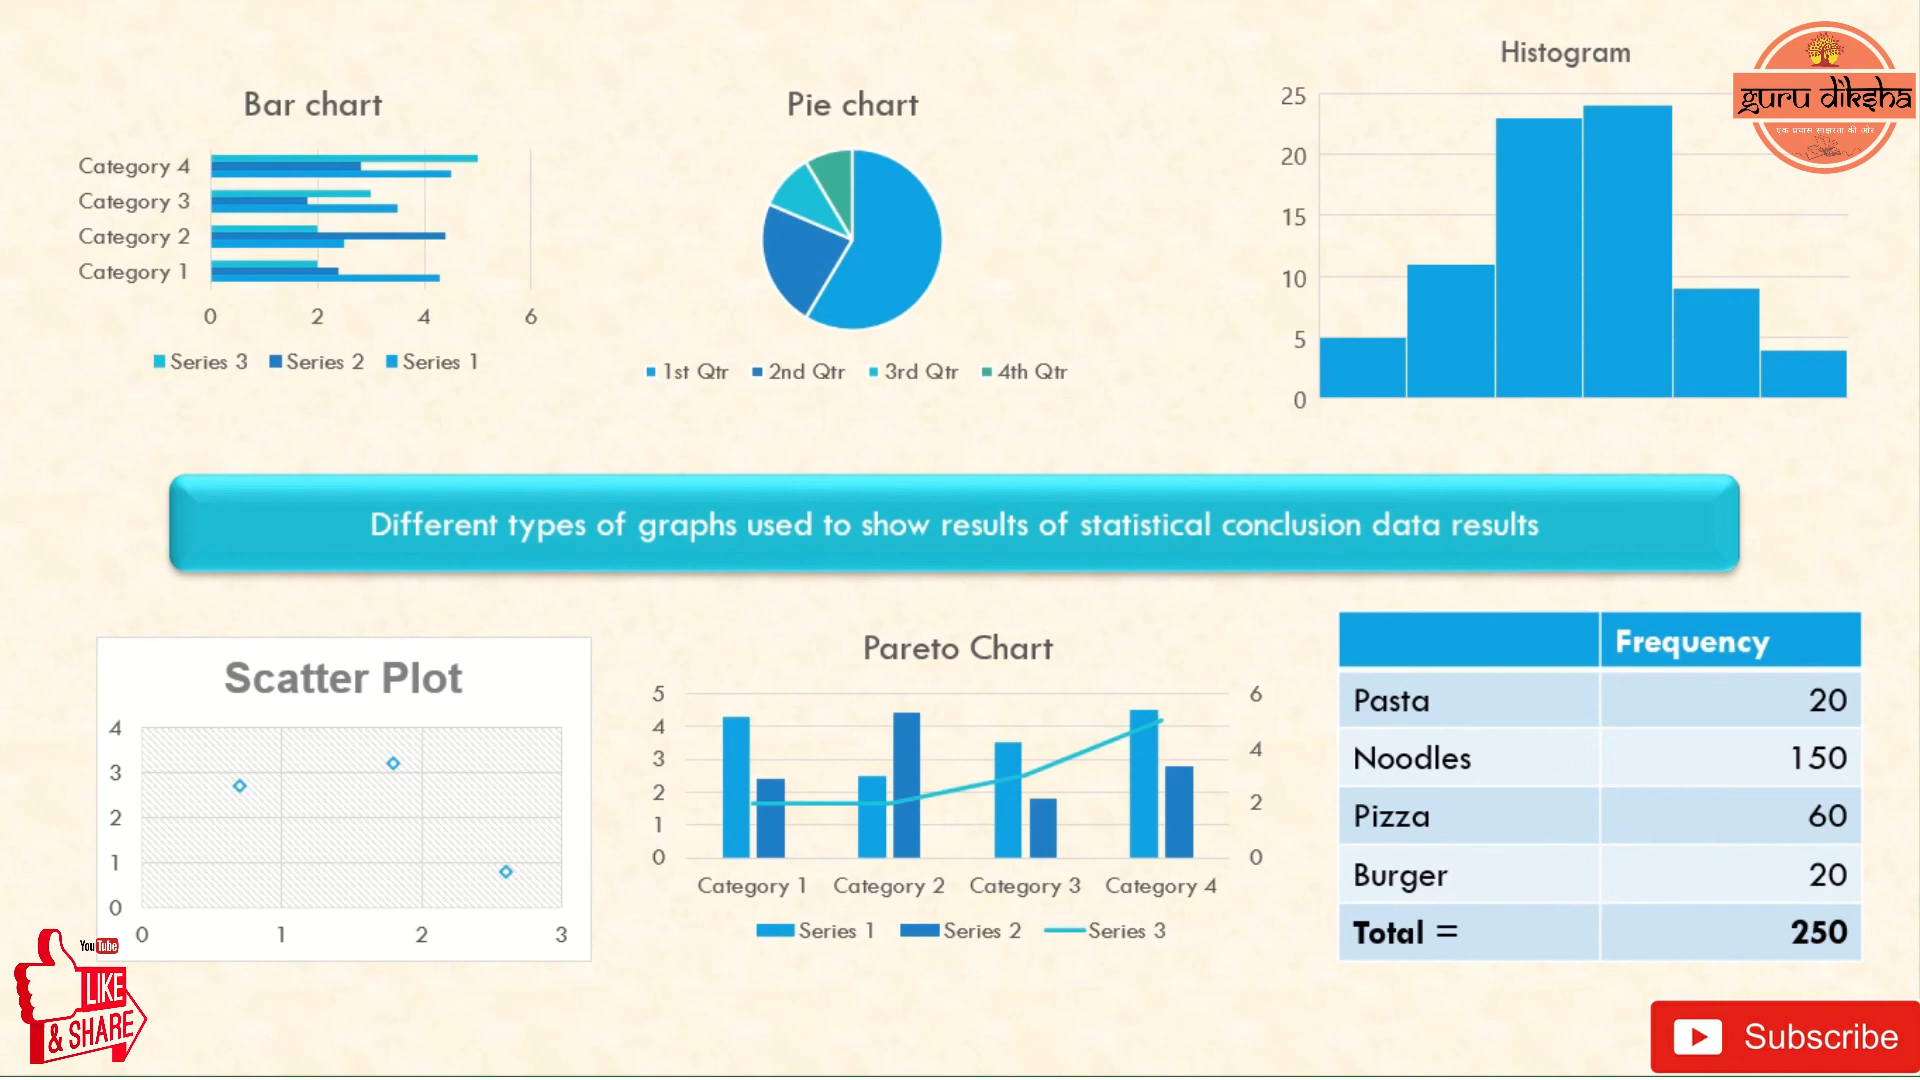 Histogram
guru diksha
एक प्रयास साक्षरता की ओर
25
20
15
10
5
0
Bar chart
Category 4
Category 3
Category 2
Category 1
0 2 4 6
Series 3 Series 2 Series 1
Pie chart
1st Qtr 2nd Qtr 3rd Qtr 4th Qtr
Different types of graphs used to show results of statistical conclusion data results
Scatter Plot
4
3
2
1
0
0 1 2 3
Pareto Chart
5 6
4
3 4
2 2
1
0 0
Category 1 Category 2 Category 3 Category 4
Series 1 Series 2 Series 3
Frequency
Pasta 20
Noodles 150
Pizza 60
Burger 20
Total = 250
YouTube
LIKE
& SHARE
Subscribe